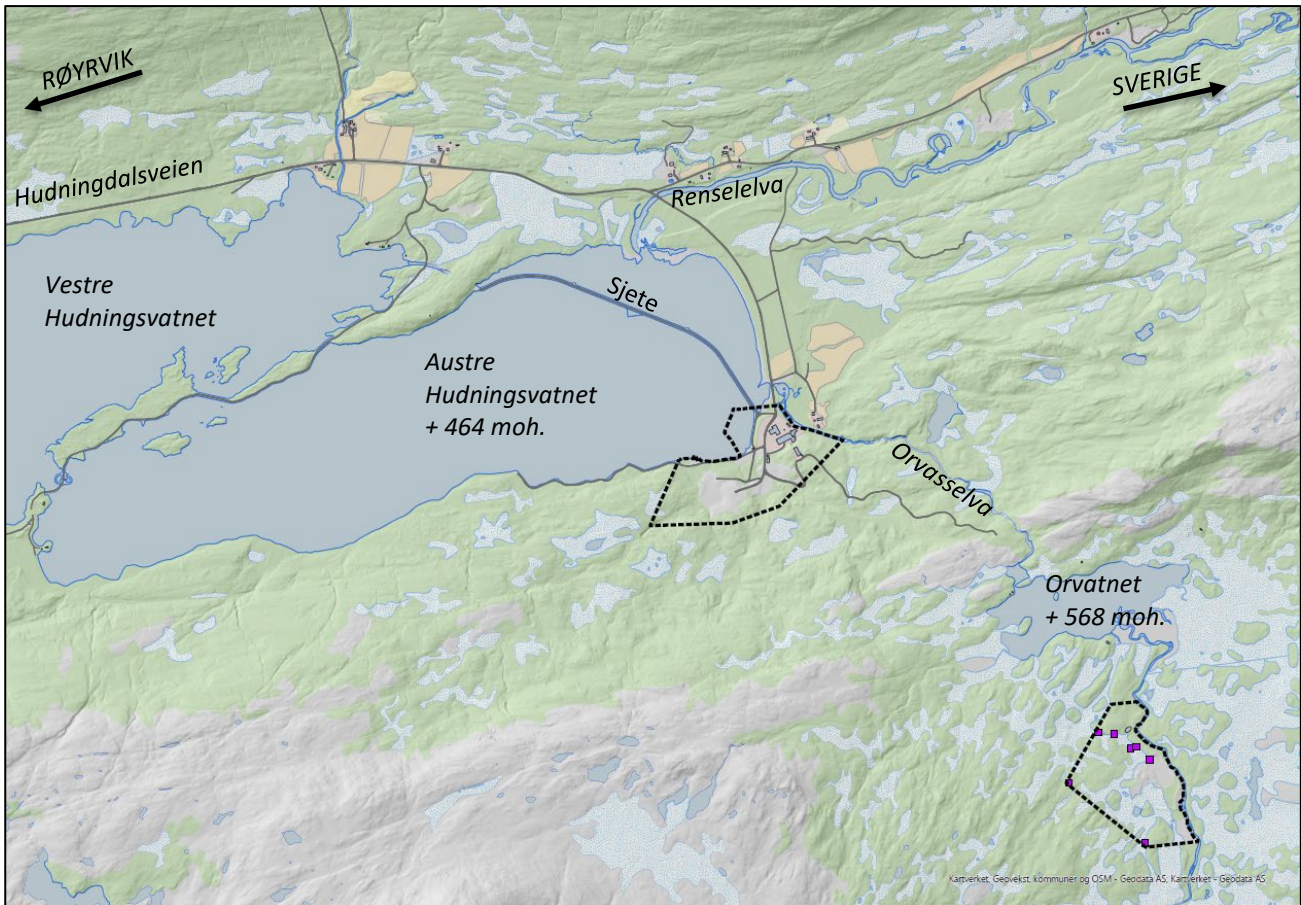 RØYRVIK
SVERIGE
Hudningdalsveien
Renselelva
Vestre
Hudningsvatnet
Sjete
Austre
Hudningsvatnet
+ 464 moh.
Orvasselva
Orvatnet
+ 568 moh.
Kartverket, Geovekst, kommuner og OSM - Geodata AS, Kartverket - Geodata AS